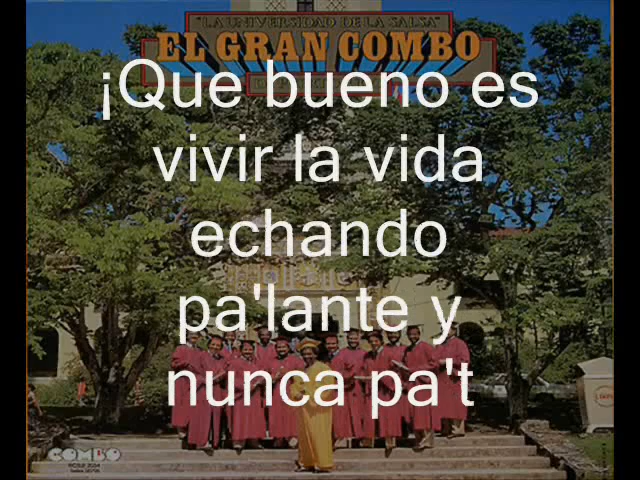 "LA UNIVERSIDAD DE LA SALSA"
EL GRAN COMBO
¡Que bueno es
vivir la vida
echando
pa'lante y
nunca pa't
COMBO